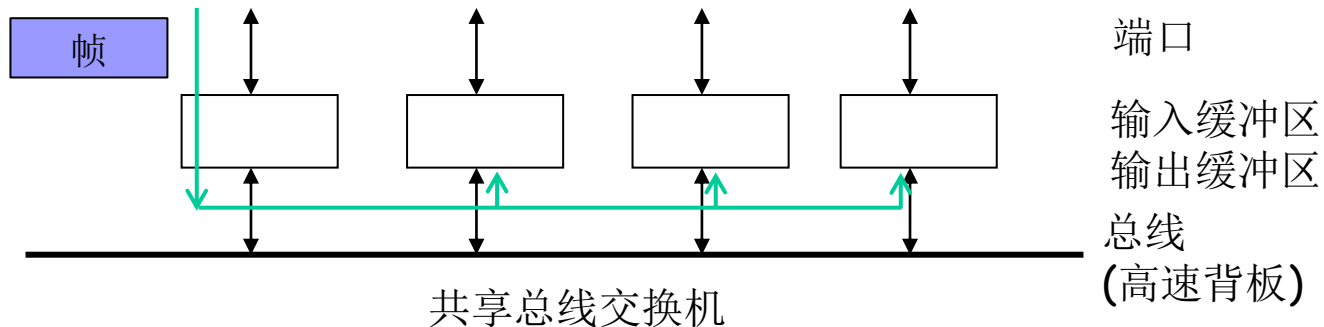 帧
端口
输入缓冲区
输出缓冲区
总线
(高速背板)
共享总线交换机